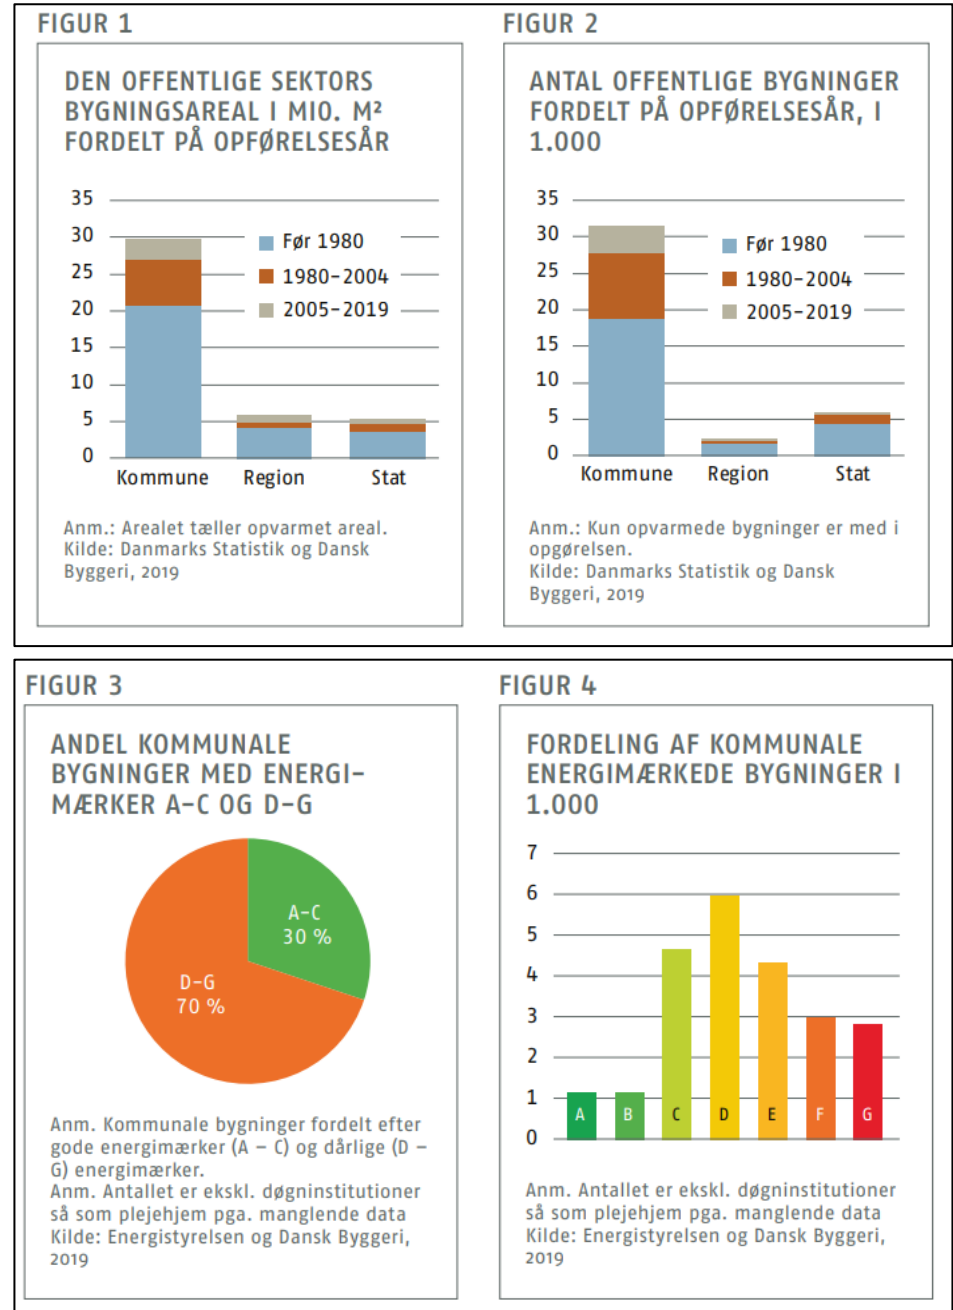 FIGUR 1
DEN OFFENTLIGE SEKTORS
BYGNINGSAREAL I MIO. M²
FORDELT PÅ OPFØRELSESÅR
35
30
25
20
15
10
5
0
Før 1980
1980–2004
2005–2019
Kommune
Region
Stat
Anm.: Arealet tæller opvarmet areal.
Kilde: Danmarks Statistik og Dansk
Byggeri, 2019
FIGUR 2
ANTAL OFFENTLIGE BYGNINGER
FORDELT PÅ OPFØRELSESÅR, I
1.000
35
30
25
20
15
10
5
0
Før 1980
1980–2004
2005–2019
Kommune
Region
Stat
Anm.: Kun opvarmede bygninger er med i
opgørelsen.
Kilde: Danmarks Statistik og Dansk
Byggeri, 2019
FIGUR 3
ANDEL KOMMUNALE
BYGNINGER MED ENERGI–
MÆRKER A–C OG D–G
A–C
30 %
D–G
70 %
Anm. Kommunale bygninger fordelt efter
gode energimærker (A – C) og dårlige (D –
G) energimærker.
Anm. Antallet er ekskl. døgninstitutioner
så som plejehjem pga. manglende data
Kilde: Energistyrelsen og Dansk Byggeri,
2019
FIGUR 4
FORDELING AF KOMMUNALE
ENERGIMÆRKEDE BYGNINGER I
1.000
7
6
5
4
3
2
1
0
A
B
C
D
E
F
G
Anm. Antallet er ekskl. døgninstitutioner
så som plejehjem pga. manglende data
Kilde: Energistyrelsen og Dansk Byggeri,
2019